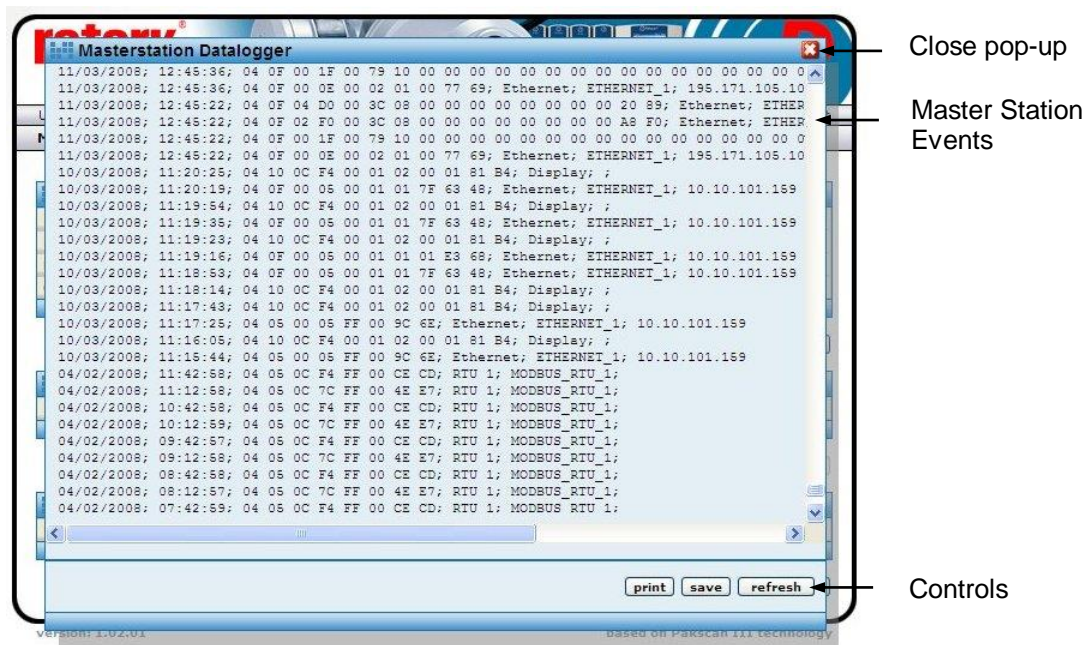 rotork®
Masterstation Datalogger
11/03/2008; 12:45:36; 04 0F 00 1F 00 79 10 00 00 00 00 00 00 00 00 00 00 00 00 00 00 00
11/03/2008; 12:45:36; 04 0F 00 0E 00 02 01 00 77 69; Ethernet; ETHERNET_1; 195.171.105.10
11/03/2008; 12:45:22; 04 0F 04 D0 00 3C 08 00 00 00 00 00 00 00 00 20 89; Ethernet; ETHER
11/03/2008; 12:45:22; 04 0F 02 F0 00 3C 08 00 00 00 00 00 00 00 00 A8 F0; Ethernet; ETHER
11/03/2008; 12:45:22; 04 0F 00 1F 00 79 10 00 00 00 00 00 00 00 00 00 00 00 00 00 00 00
11/03/2008; 12:45:22; 04 0F 00 0E 00 02 01 00 77 69; Ethernet; ETHERNET_1; 195.171.105.10
10/03/2008; 11:20:25; 04 10 0C F4 00 01 02 00 01 81 B4; Display; ;
10/03/2008; 11:20:19; 04 0F 00 05 00 01 01 7F 63 48; Ethernet; ETHERNET_1; 10.10.101.159
10/03/2008; 11:19:54; 04 10 0C F4 00 01 02 00 01 81 B4; Display; ;
10/03/2008; 11:19:35; 04 0F 00 05 00 01 01 7F 63 48; Ethernet; ETHERNET_1; 10.10.101.159
10/03/2008; 11:19:23; 04 10 0C F4 00 01 02 00 01 81 B4; Display; ;
10/03/2008; 11:19:16; 04 0F 00 05 00 01 01 01 E3 68; Ethernet; ETHERNET_1; 10.10.101.159
10/03/2008; 11:18:53; 04 0F 00 05 00 01 01 7F 63 48; Ethernet; ETHERNET_1; 10.10.101.159
10/03/2008; 11:18:14; 04 10 0C F4 00 01 02 00 01 81 B4; Display; ;
10/03/2008; 11:17:43; 04 10 0C F4 00 01 02 00 01 81 B4; Display; ;
10/03/2008; 11:17:25; 04 05 00 05 FF 00 9C 6E; Ethernet; ETHERNET_1; 10.10.101.159
10/03/2008; 11:16:05; 04 10 0C F4 00 01 02 00 01 81 B4; Display; ;
10/03/2008; 11:15:44; 04 05 00 05 FF 00 9C 6E; Ethernet; ETHERNET_1; 10.10.101.159
04/02/2008; 11:42:58; 04 05 0C F4 FF 00 CE CD; RTU 1; MODBUS_RTU_1;
04/02/2008; 11:12:58; 04 05 0C 7C FF 00 4E E7; RTU 1; MODBUS_RTU_1;
04/02/2008; 10:42:58; 04 05 0C F4 FF 00 CE CD; RTU 1; MODBUS_RTU_1;
04/02/2008; 10:12:59; 04 05 0C 7C FF 00 4E E7; RTU 1; MODBUS_RTU_1;
04/02/2008; 09:42:57; 04 05 0C F4 FF 00 CE CD; RTU 1; MODBUS_RTU_1;
04/02/2008; 09:12:58; 04 05 0C 7C FF 00 4E E7; RTU 1; MODBUS_RTU_1;
04/02/2008; 08:42:58; 04 05 0C F4 FF 00 CE CD; RTU 1; MODBUS_RTU_1;
04/02/2008; 08:12:57; 04 05 0C 7C FF 00 4E E7; RTU 1; MODBUS_RTU_1;
04/02/2008; 07:42:59; 04 05 0C F4 FF 00 CE CD; RTU 1; MODBUS RTU 1;
print save refresh
version: 1.02.01 based on Pakscan III technology
Close pop-up
Master Station
Events
Controls